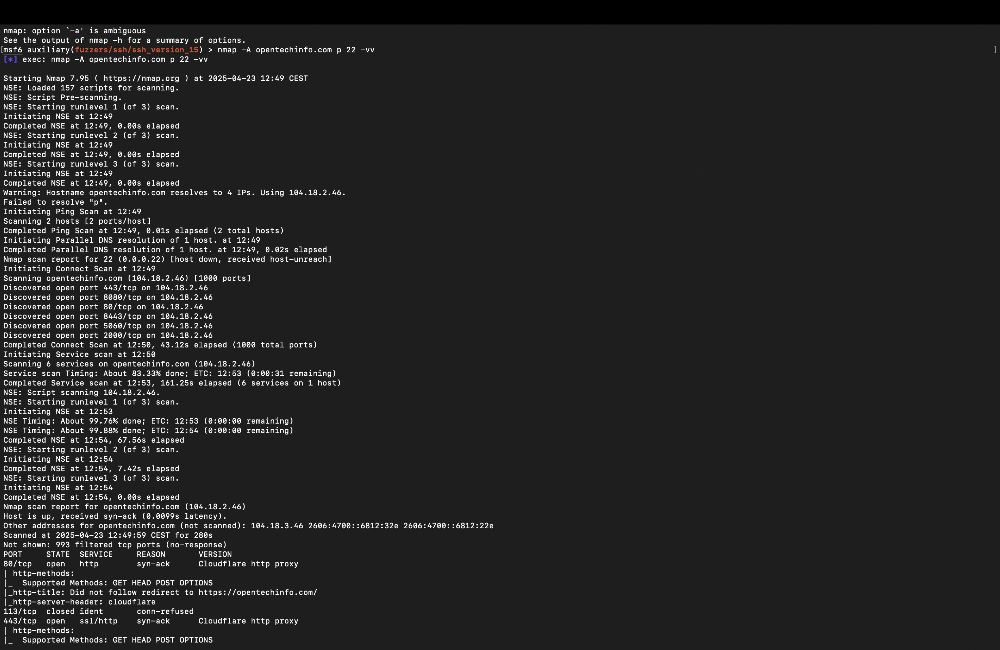 nmap: option `-a' is ambiguous
See the output of nmap -h for a summary of options.
[msf6 auxiliary(fuzzers/ssh/ssh_version_15) > nmap -A opentechinfo.com p 22 -vv ]
[*] exec: nmap -A opentechinfo.com p 22 -vv
Starting Nmap 7.95 ( https://nmap.org ) at 2025-04-23 12:49 CEST
NSE: Loaded 157 scripts for scanning.
NSE: Script Pre-scanning.
NSE: Starting runlevel 1 (of 3) scan.
Initiating NSE at 12:49
Completed NSE at 12:49, 0.00s elapsed
NSE: Starting runlevel 2 (of 3) scan.
Initiating NSE at 12:49
Completed NSE at 12:49, 0.00s elapsed
NSE: Starting runlevel 3 (of 3) scan.
Initiating NSE at 12:49
Completed NSE at 12:49, 0.00s elapsed
Warning: Hostname opentechinfo.com resolves to 4 IPs. Using 104.18.2.46.
Failed to resolve "p".
Initiating Ping Scan at 12:49
Scanning 2 hosts [2 ports/host]
Completed Ping Scan at 12:49, 0.01s elapsed (2 total hosts)
Initiating Parallel DNS resolution of 1 host. at 12:49
Completed Parallel DNS resolution of 1 host. at 12:49, 0.02s elapsed
Nmap scan report for 22 (0.0.0.22) [host down, received host-unreach]
Initiating Connect Scan at 12:49
Scanning opentechinfo.com (104.18.2.46) [1000 ports]
Discovered open port 443/tcp on 104.18.2.46
Discovered open port 8080/tcp on 104.18.2.46
Discovered open port 80/tcp on 104.18.2.46
Discovered open port 8443/tcp on 104.18.2.46
Discovered open port 5060/tcp on 104.18.2.46
Discovered open port 2000/tcp on 104.18.2.46
Completed Connect Scan at 12:50, 43.12s elapsed (1000 total ports)
Initiating Service scan at 12:50
Scanning 6 services on opentechinfo.com (104.18.2.46)
Service scan Timing: About 83.33% done; ETC: 12:53 (0:00:31 remaining)
Completed Service scan at 12:53, 161.25s elapsed (6 services on 1 host)
NSE: Script scanning 104.18.2.46.
NSE: Starting runlevel 1 (of 3) scan.
Initiating NSE at 12:53
NSE Timing: About 99.76% done; ETC: 12:53 (0:00:00 remaining)
NSE Timing: About 99.88% done; ETC: 12:54 (0:00:00 remaining)
Completed NSE at 12:54, 67.56s elapsed
NSE: Starting runlevel 2 (of 3) scan.
Initiating NSE at 12:54
Completed NSE at 12:54, 7.42s elapsed
NSE: Starting runlevel 3 (of 3) scan.
Initiating NSE at 12:54
Completed NSE at 12:54, 0.00s elapsed
Nmap scan report for opentechinfo.com (104.18.2.46)
Host is up, received syn-ack (0.0099s latency).
Other addresses for opentechinfo.com (not scanned): 104.18.3.46 2606:4700::6812:32e 2606:4700::6812:22e
Scanned at 2025-04-23 12:49:59 CEST for 280s
Not shown: 993 filtered tcp ports (no-response)
PORT     STATE  SERVICE     REASON       VERSION
80/tcp   open   http        syn-ack      Cloudflare http proxy
| http-methods:
|_  Supported Methods: GET HEAD POST OPTIONS
|_http-title: Did not follow redirect to https://opentechinfo.com/
|_http-server-header: cloudflare
113/tcp  closed ident       conn-refused
443/tcp  open   ssl/http    syn-ack      Cloudflare http proxy
| http-methods:
|_  Supported Methods: GET HEAD POST OPTIONS